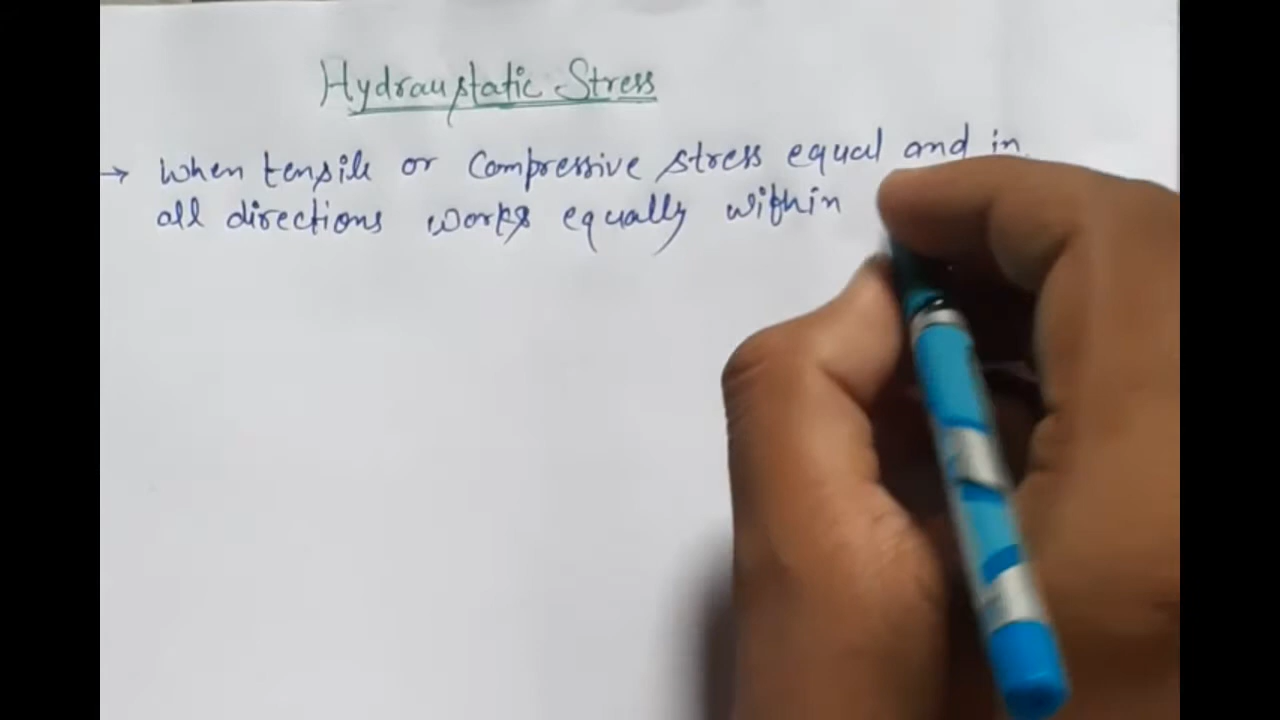 Hydraustatic Stress
→ When tensile or compressive stress equal and in
all directions works equally within